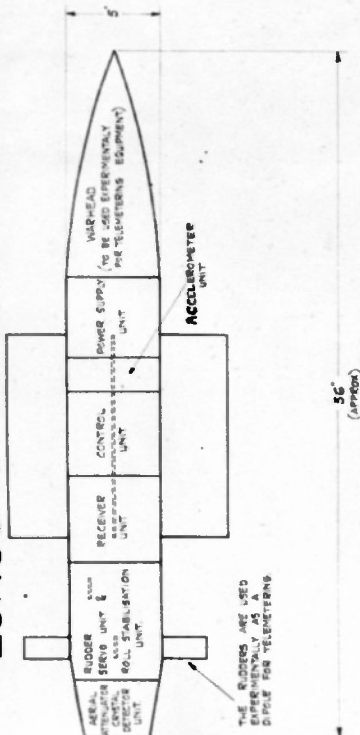 5"
WARHEAD
(TO BE USED EXPERIMENTALY
FOR TELEMETERING EQUIPMENT)
POWER SUPPLY
UNIT
ACCELEROMETER
UNIT
CONTROL
UNIT
RECEIVER
UNIT
RUDDER
SERVO UNIT &
ROLL STABILISATION
UNIT.
AERIAL
ATTENUATOR
CRYSTAL
DETECTOR
UNIT
THE RUDDERS ARE USED
EXPERIMENTALY AS A
DIPOLE FOR TELEMETERING.
56"
(APPROX)